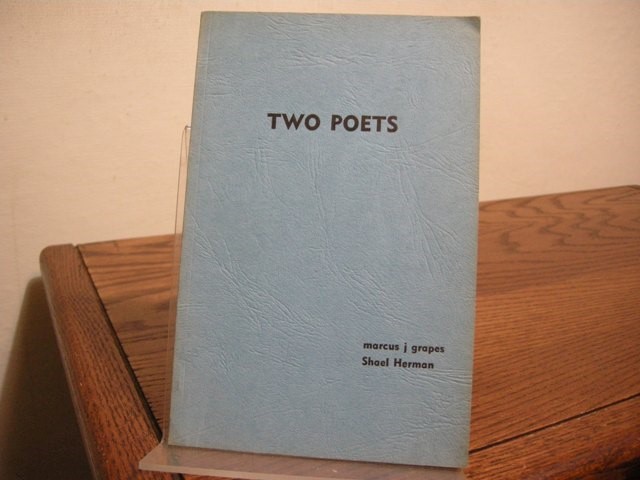 TWO POETS
marcus j grapes
Shael Herman